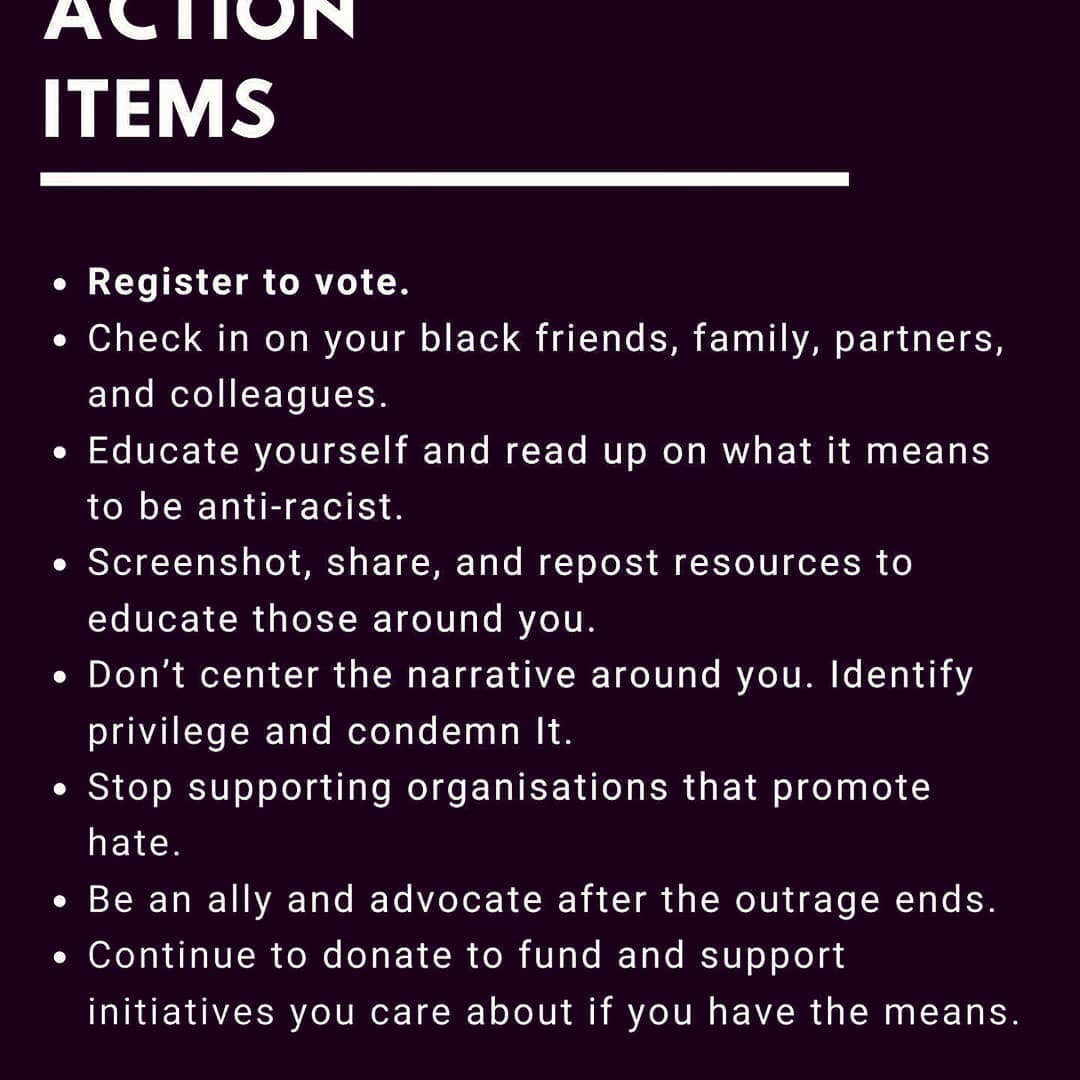 ACTION
ITEMS
• Register to vote.
• Check in on your black friends, family, partners,
and colleagues.
• Educate yourself and read up on what it means
to be anti-racist.
• Screenshot, share, and repost resources to
educate those around you.
• Don’t center the narrative around you. Identify
privilege and condemn It.
• Stop supporting organisations that promote
hate.
• Be an ally and advocate after the outrage ends.
• Continue to donate to fund and support
initiatives you care about if you have the means.